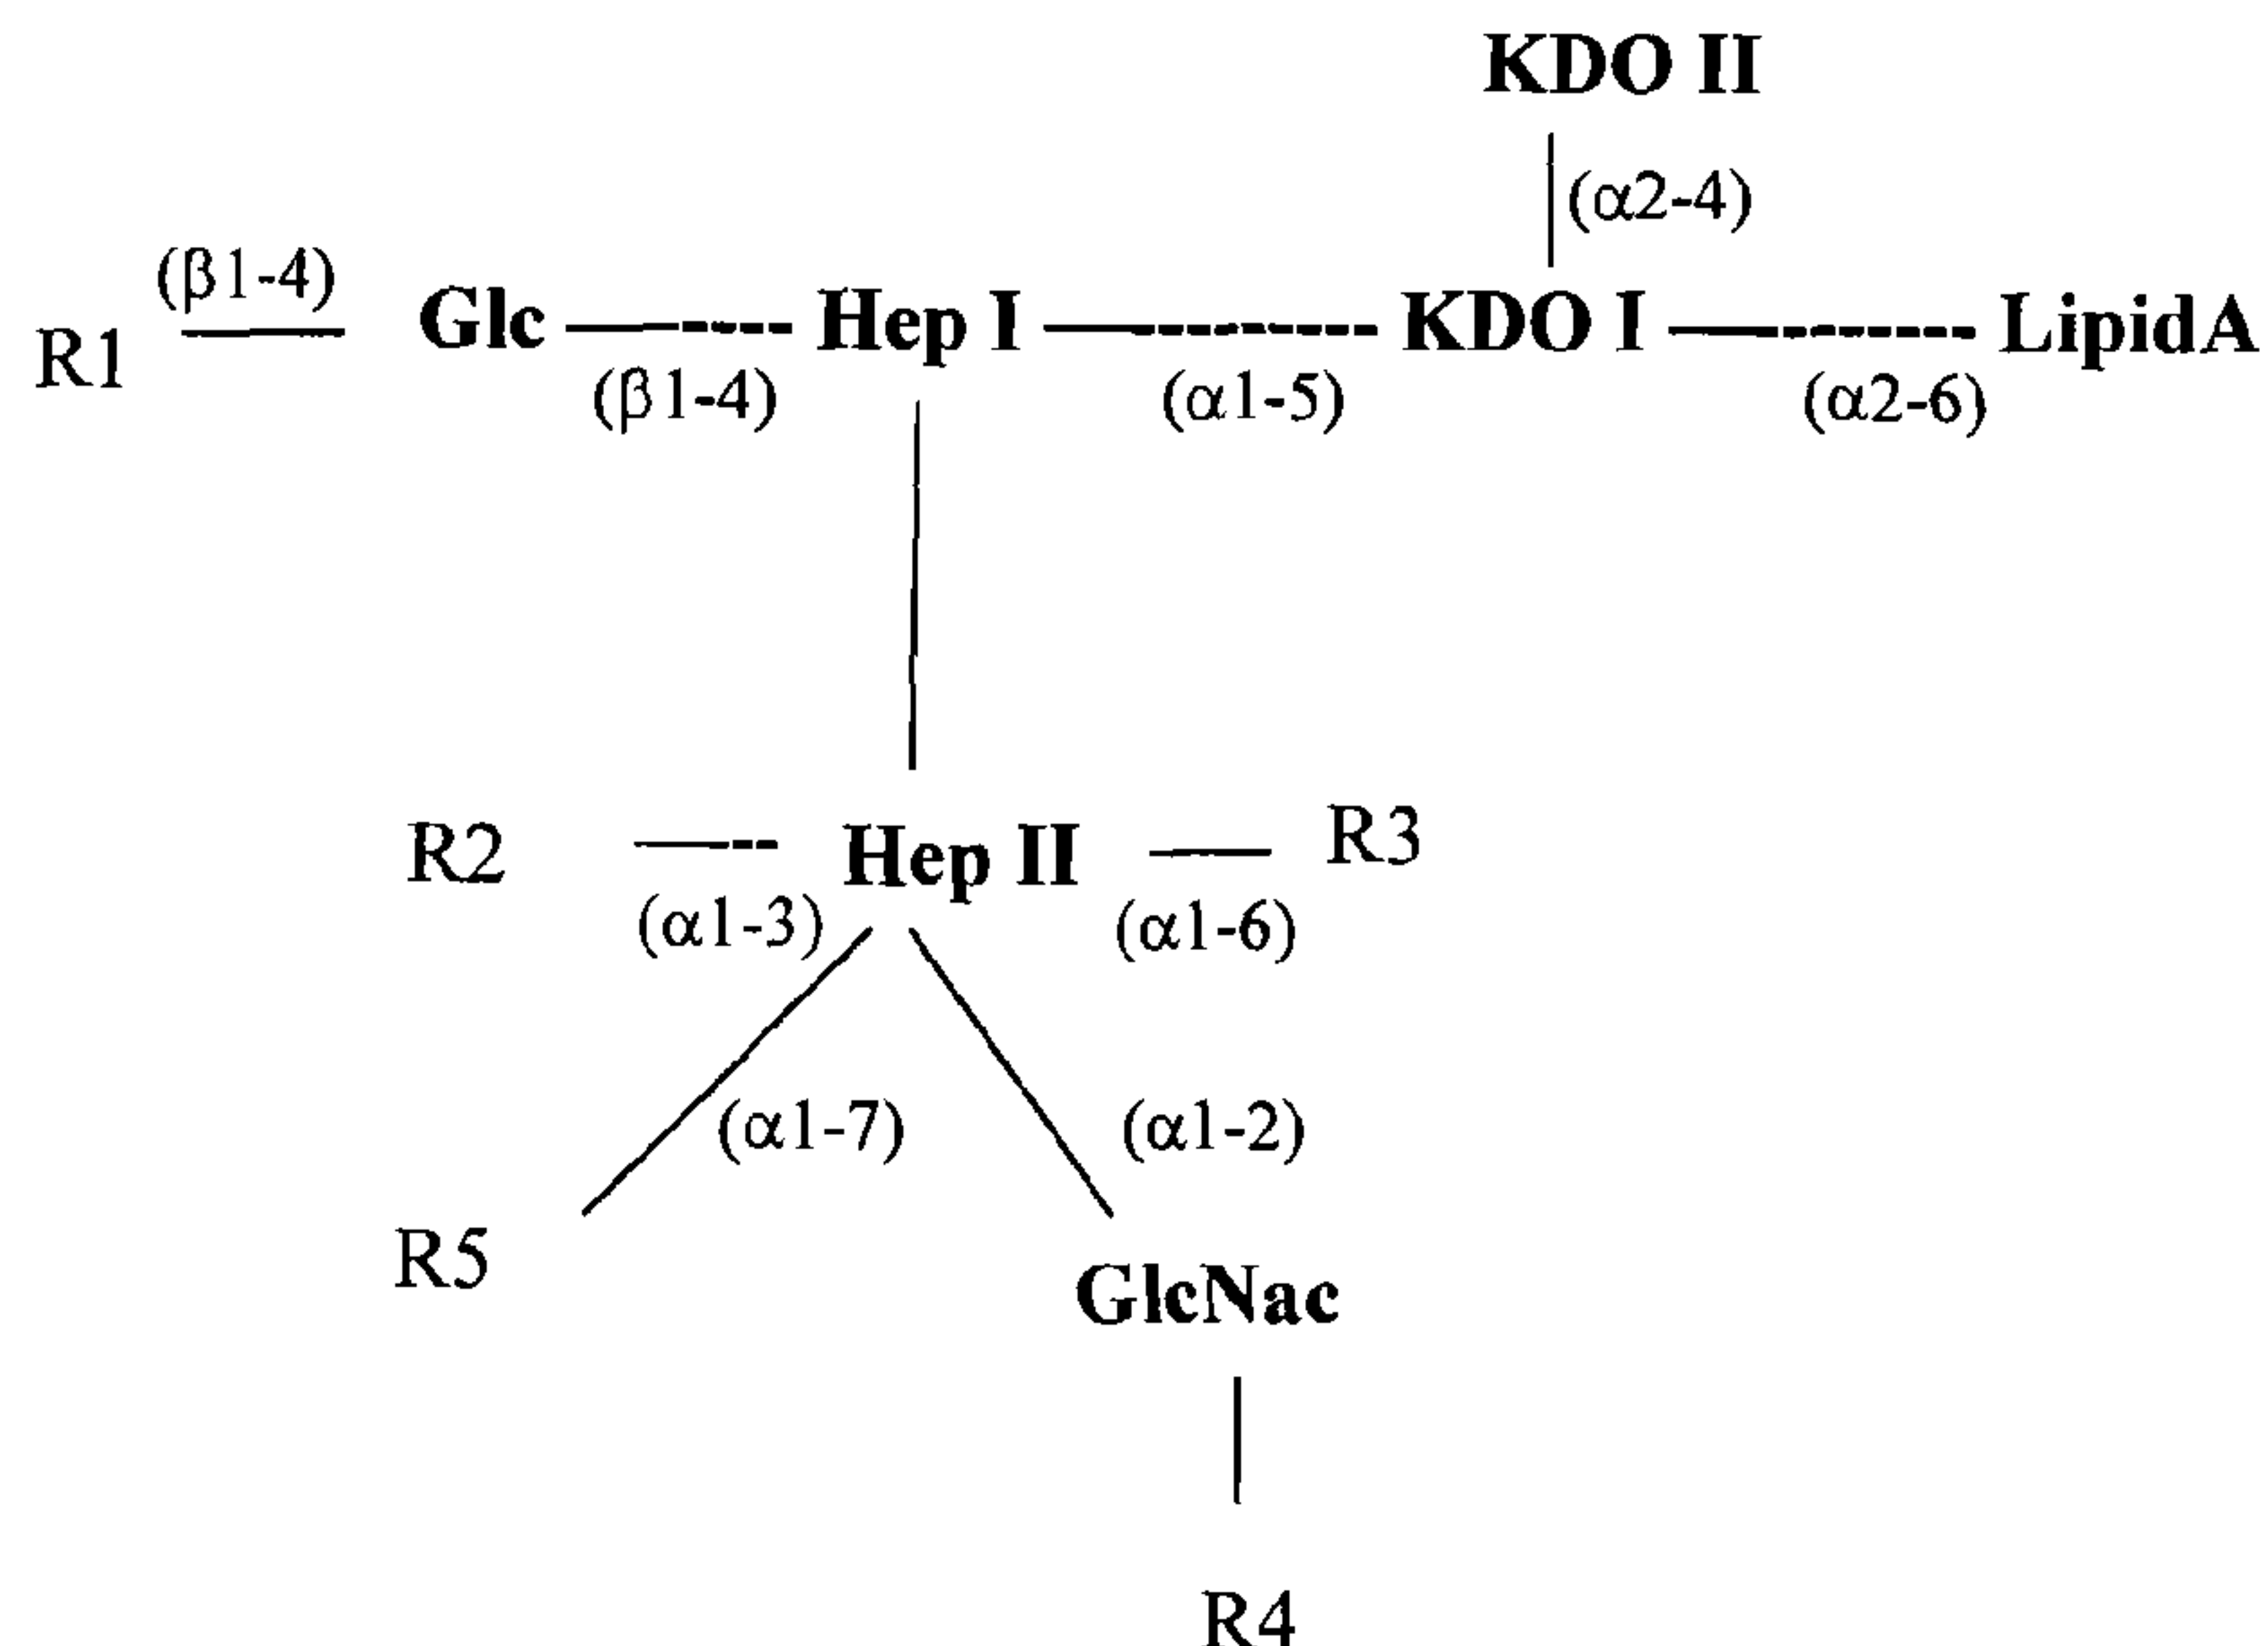 KDO II
(α2-4)
(β1-4)
R1 Glc Hep I KDO I LipidA
(β1-4) (α1-5) (α2-6)
R2 Hep II R3
(α1-3) (α1-6)
(α1-7) (α1-2)
R5
GlcNac
R4